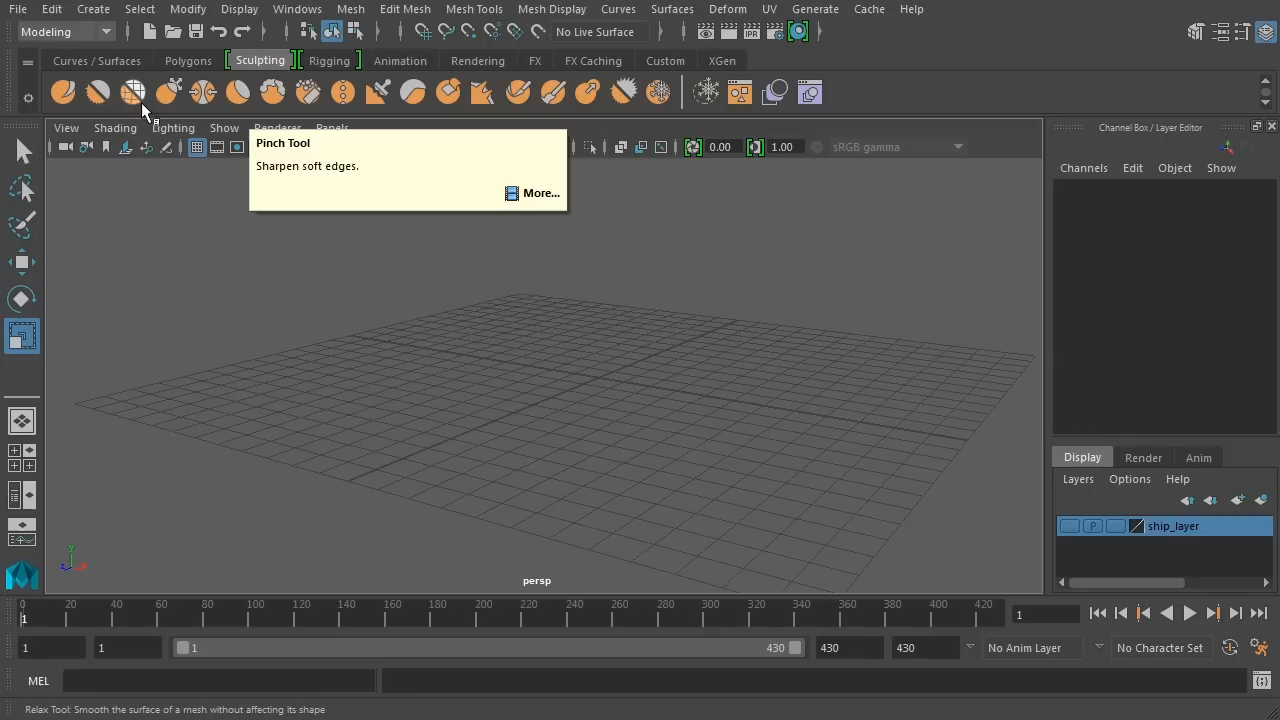 File Edit Create Select Modify Display Windows Mesh Edit Mesh Mesh Tools Mesh Display Curves Surfaces Deform UV Generate Cache Help
Modeling No Live Surface IPR
Curves / Surfaces Polygons Sculpting Rigging Animation Rendering FX FX Caching Custom XGen
View Shading Lighting Show Renderer Panels
Channel Box / Layer Editor
Pinch Tool
0.00 1.00 sRGB gamma
Sharpen soft edges.
Channels Edit Object Show
More...
Display Render Anim
Layers Options Help
P ship_layer
y
z
persp
0 20 40 60 80 100 120 140 160 180 200 220 240 260 280 300 320 340 360 380 400 420
1
1
1 1 1 430 430 430 No Anim Layer No Character Set
MEL
Relax Tool: Smooth the surface of a mesh without affecting its shape